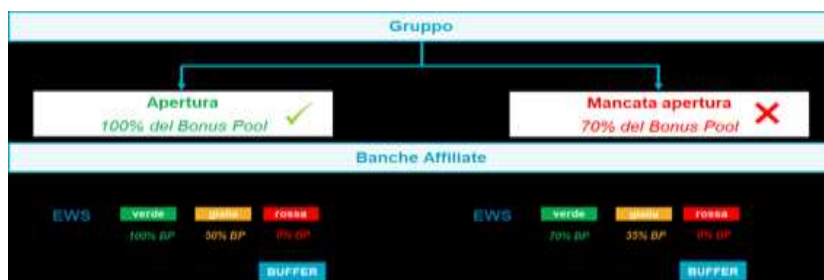 Gruppo
Apertura
100% del Bonus Pool
Mancata apertura
70% del Bonus Pool
Banche Affiliate
EWS verde gialla rossa EWS verde gialla rossa
100% BP 50% BP 0% BP 70% BP 35% BP 0% BP
BUFFER BUFFER